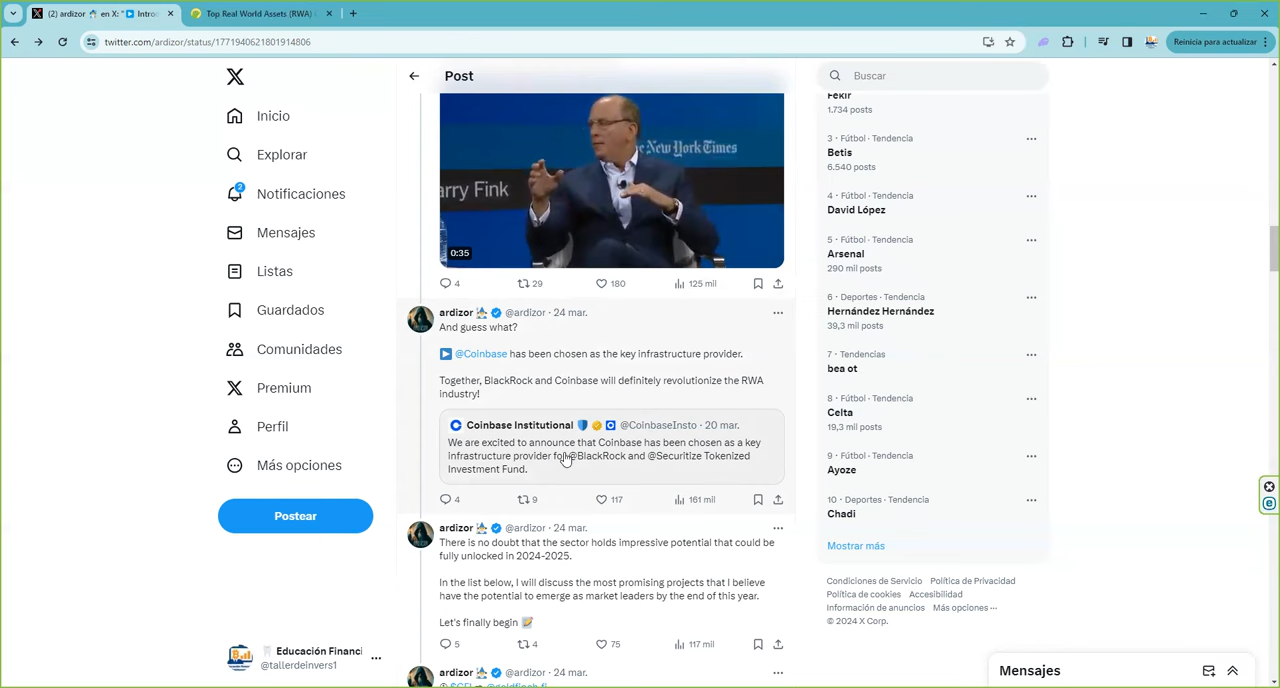 (2) ardizor en X: " Intro
Top Real World Assets (RWA)
twitter.com/ardizor/status/1771940621801914806
Reinicia para actualizar
Inicio
Explorar
2
Notificaciones
Mensajes
Listas
Guardados
Comunidades
Premium
Perfil
Más opciones
Postear
Educación Financi
@tallerdeinvers1
Post
New York Times
arry Fink
0:35
4 29 180 125 mil
ardizor @ardizor · 24 mar.
And guess what?
@Coinbase has been chosen as the key infrastructure provider.
Together, BlackRock and Coinbase will definitely revolutionize the RWA
industry!
Coinbase Institutional @CoinbaseInsto · 20 mar.
We are excited to announce that Coinbase has been chosen as a key
infrastructure provider for @BlackRock and @Securitize Tokenized
Investment Fund.
4 9 117 161 mil
ardizor @ardizor · 24 mar.
There is no doubt that the sector holds impressive potential that could be
fully unlocked in 2024-2025.
In the list below, I will discuss the most promising projects that I believe
have the potential to emerge as market leaders by the end of this year.
Let's finally begin
5 4 75 117 mil
ardizor @ardizor · 24 mar.
$GFI @goldfinch_fi
Buscar
Fekir
1.734 posts
3 · Fútbol · Tendencia
Betis
6.540 posts
4 · Fútbol · Tendencia
David López
5 · Fútbol · Tendencia
Arsenal
290 mil posts
6 · Deportes · Tendencia
Hernández Hernández
39,3 mil posts
7 · Tendencias
bea ot
8 · Fútbol · Tendencia
Celta
19,3 mil posts
9 · Fútbol · Tendencia
Ayoze
10 · Deportes · Tendencia
Chadi
Mostrar más
Condiciones de Servicio Política de Privacidad
Política de cookies Accesibilidad
Información de anuncios Más opciones ···
© 2024 X Corp.
Mensajes